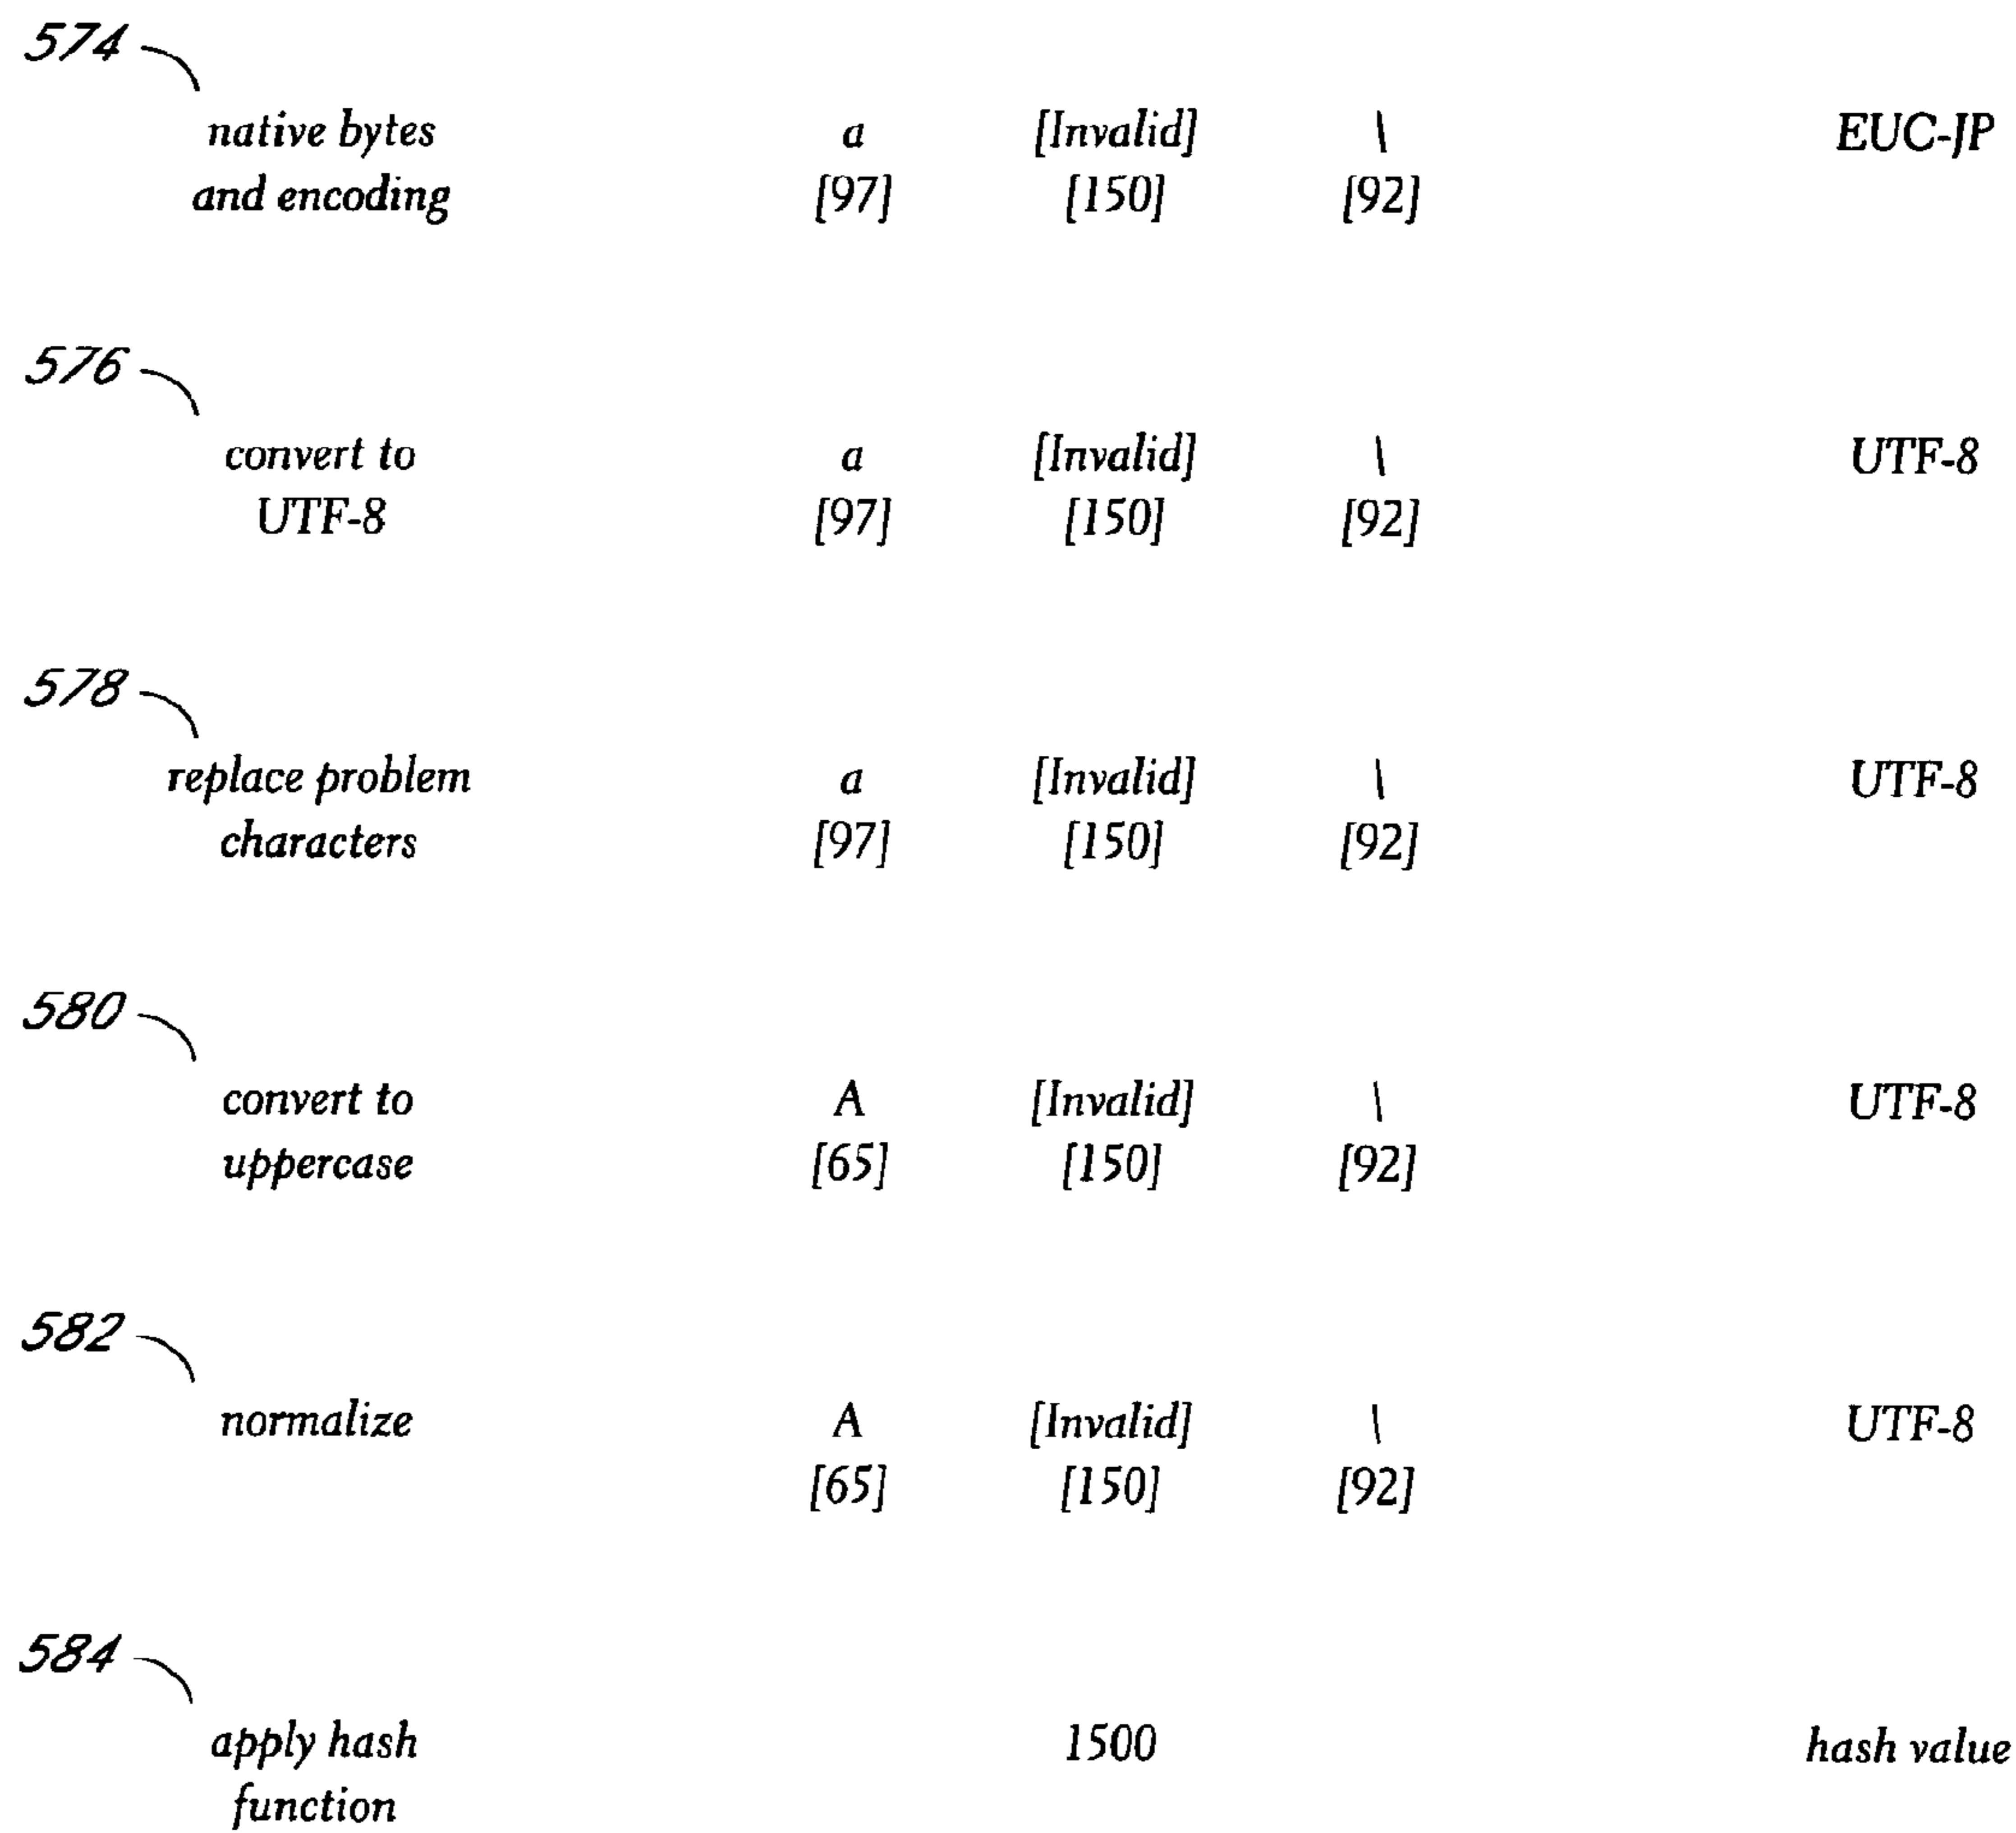 574
native bytes a [Invalid] \ EUC-JP
and encoding [97] [150] [92]
576
convert to a [Invalid] \ UTF-8
UTF-8 [97] [150] [92]
578
replace problem a [Invalid] \ UTF-8
characters [97] [150] [92]
580
convert to A [Invalid] \ UTF-8
uppercase [65] [150] [92]
582
normalize A [Invalid] \ UTF-8
[65] [150] [92]
584
apply hash 1500 hash value
function